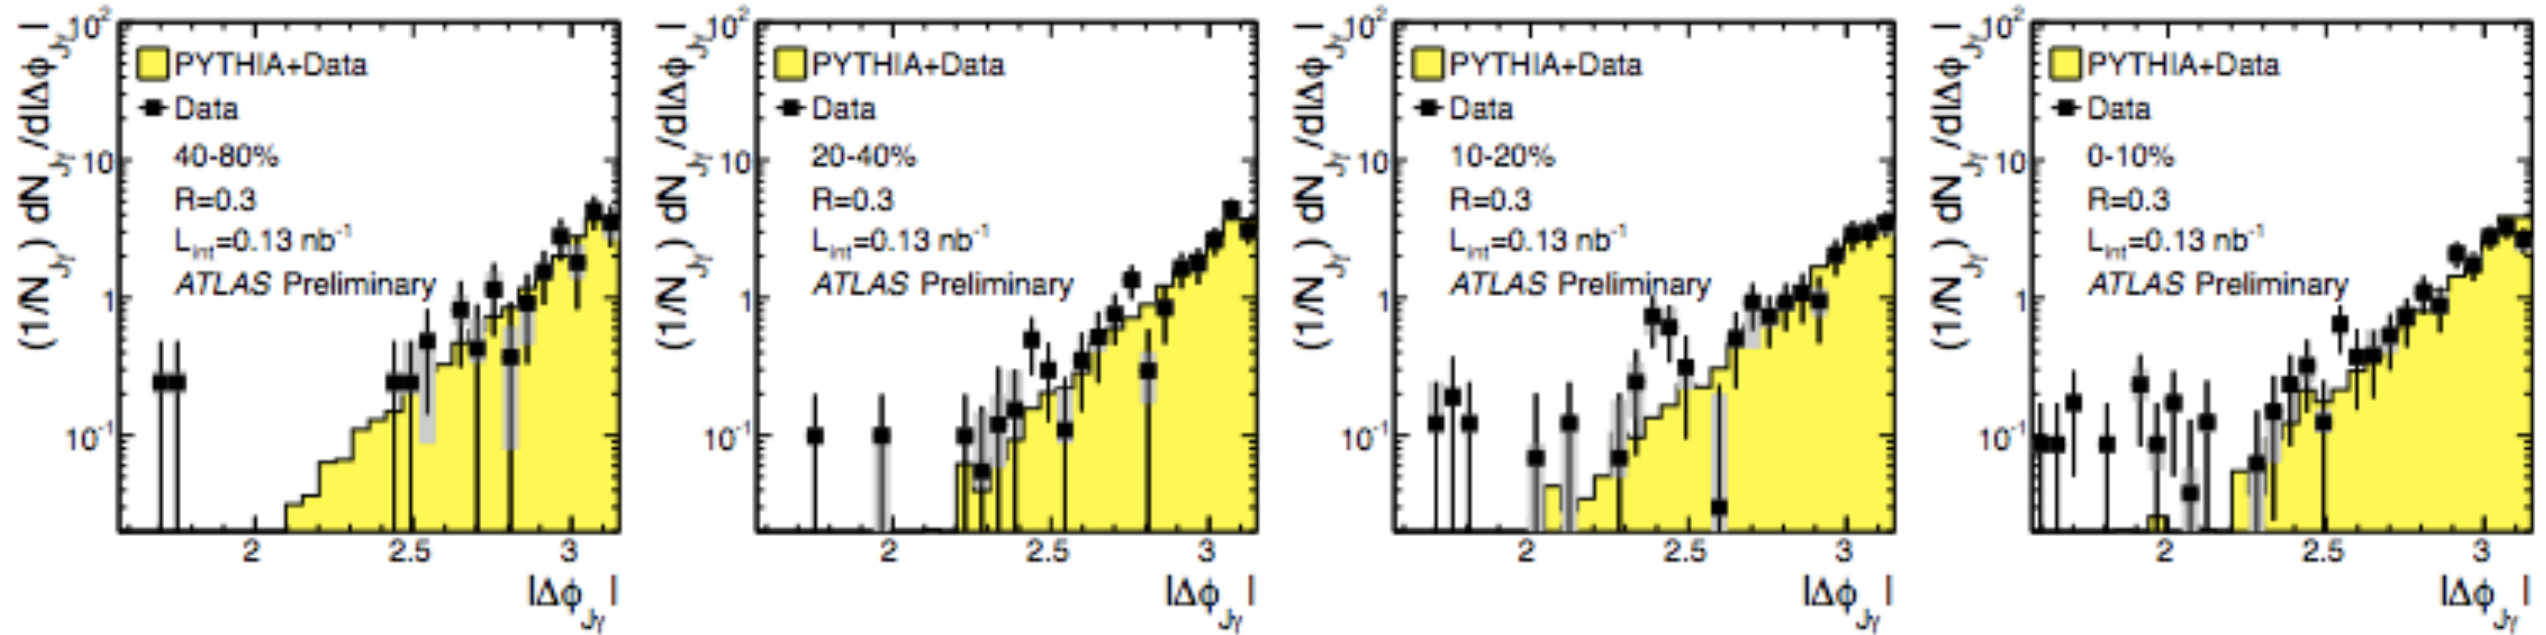 (1/N_Jγ) dN_Jγ/d|Δφ_Jγ|
10²
10
1
10⁻¹
PYTHIA+Data
Data
40-80%
R=0.3
L_int=0.13 nb⁻¹
ATLAS Preliminary
2 2.5 3
|Δφ_Jγ|
(1/N_Jγ) dN_Jγ/d|Δφ_Jγ|
10²
10
1
10⁻¹
PYTHIA+Data
Data
20-40%
R=0.3
L_int=0.13 nb⁻¹
ATLAS Preliminary
2 2.5 3
|Δφ_Jγ|
(1/N_Jγ) dN_Jγ/d|Δφ_Jγ|
10²
10
1
10⁻¹
PYTHIA+Data
Data
10-20%
R=0.3
L_int=0.13 nb⁻¹
ATLAS Preliminary
2 2.5 3
|Δφ_Jγ|
(1/N_Jγ) dN_Jγ/d|Δφ_Jγ|
10²
10
1
10⁻¹
PYTHIA+Data
Data
0-10%
R=0.3
L_int=0.13 nb⁻¹
ATLAS Preliminary
2 2.5 3
|Δφ_Jγ|